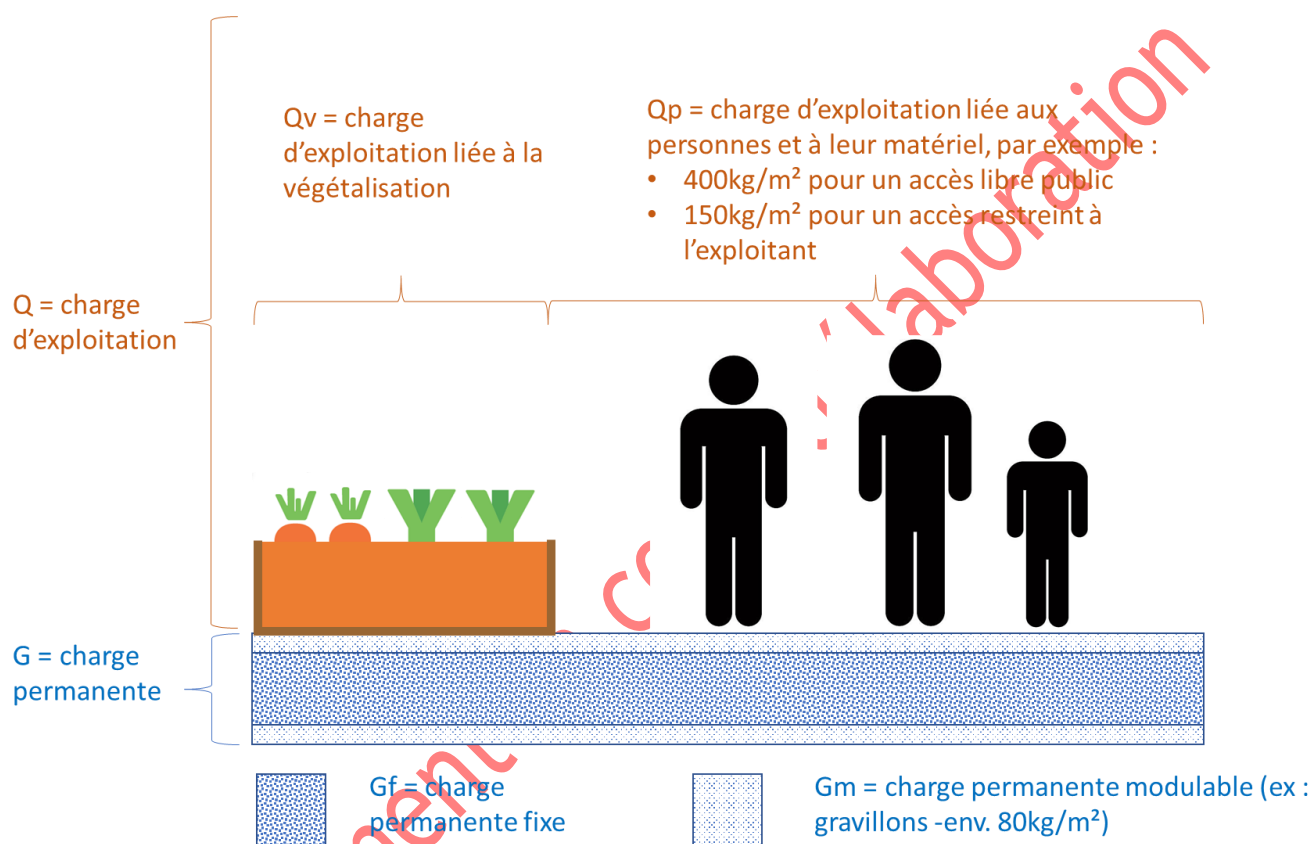 Qv = charge
d'exploitation liée à la
végétalisation
Qp = charge d'exploitation liée aux
personnes et à leur matériel, par exemple :
• 400kg/m² pour un accès libre public
• 150kg/m² pour un accès restreint à
l'exploitant
Q = charge
d'exploitation
G = charge
permanente
Gf = charge
permanente fixe
Gm = charge permanente modulable (ex :
gravillons -env. 80kg/m²)